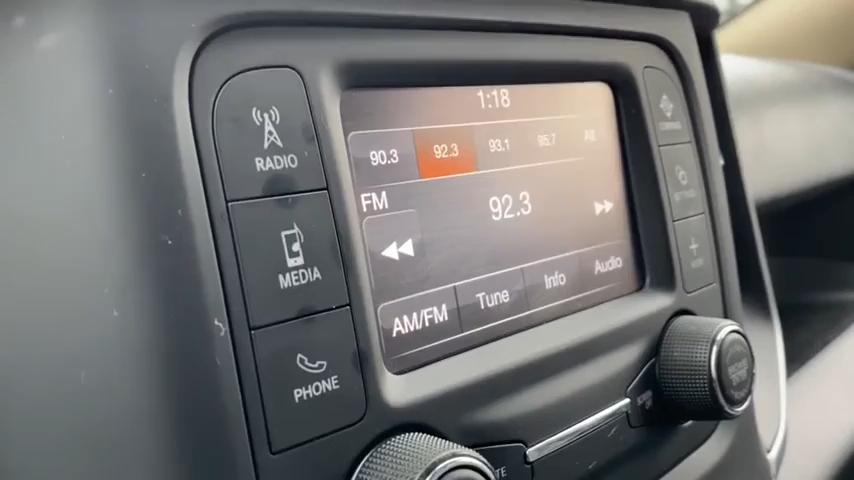 1:18
90.3 92.3 93.1 95.7 All
FM
92.3
AM/FM Tune Info Audio
RADIO
MEDIA
PHONE